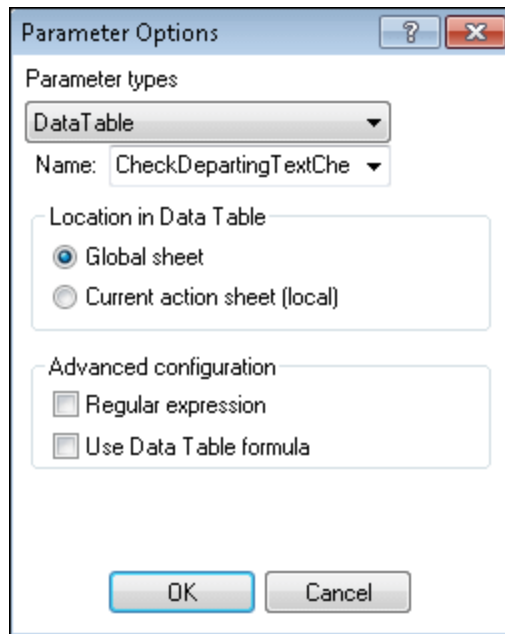 Parameter Options
?
Parameter types
DataTable
Name: CheckDepartingTextChe
Location in Data Table
Global sheet
Current action sheet (local)
Advanced configuration
Regular expression
Use Data Table formula
OK Cancel